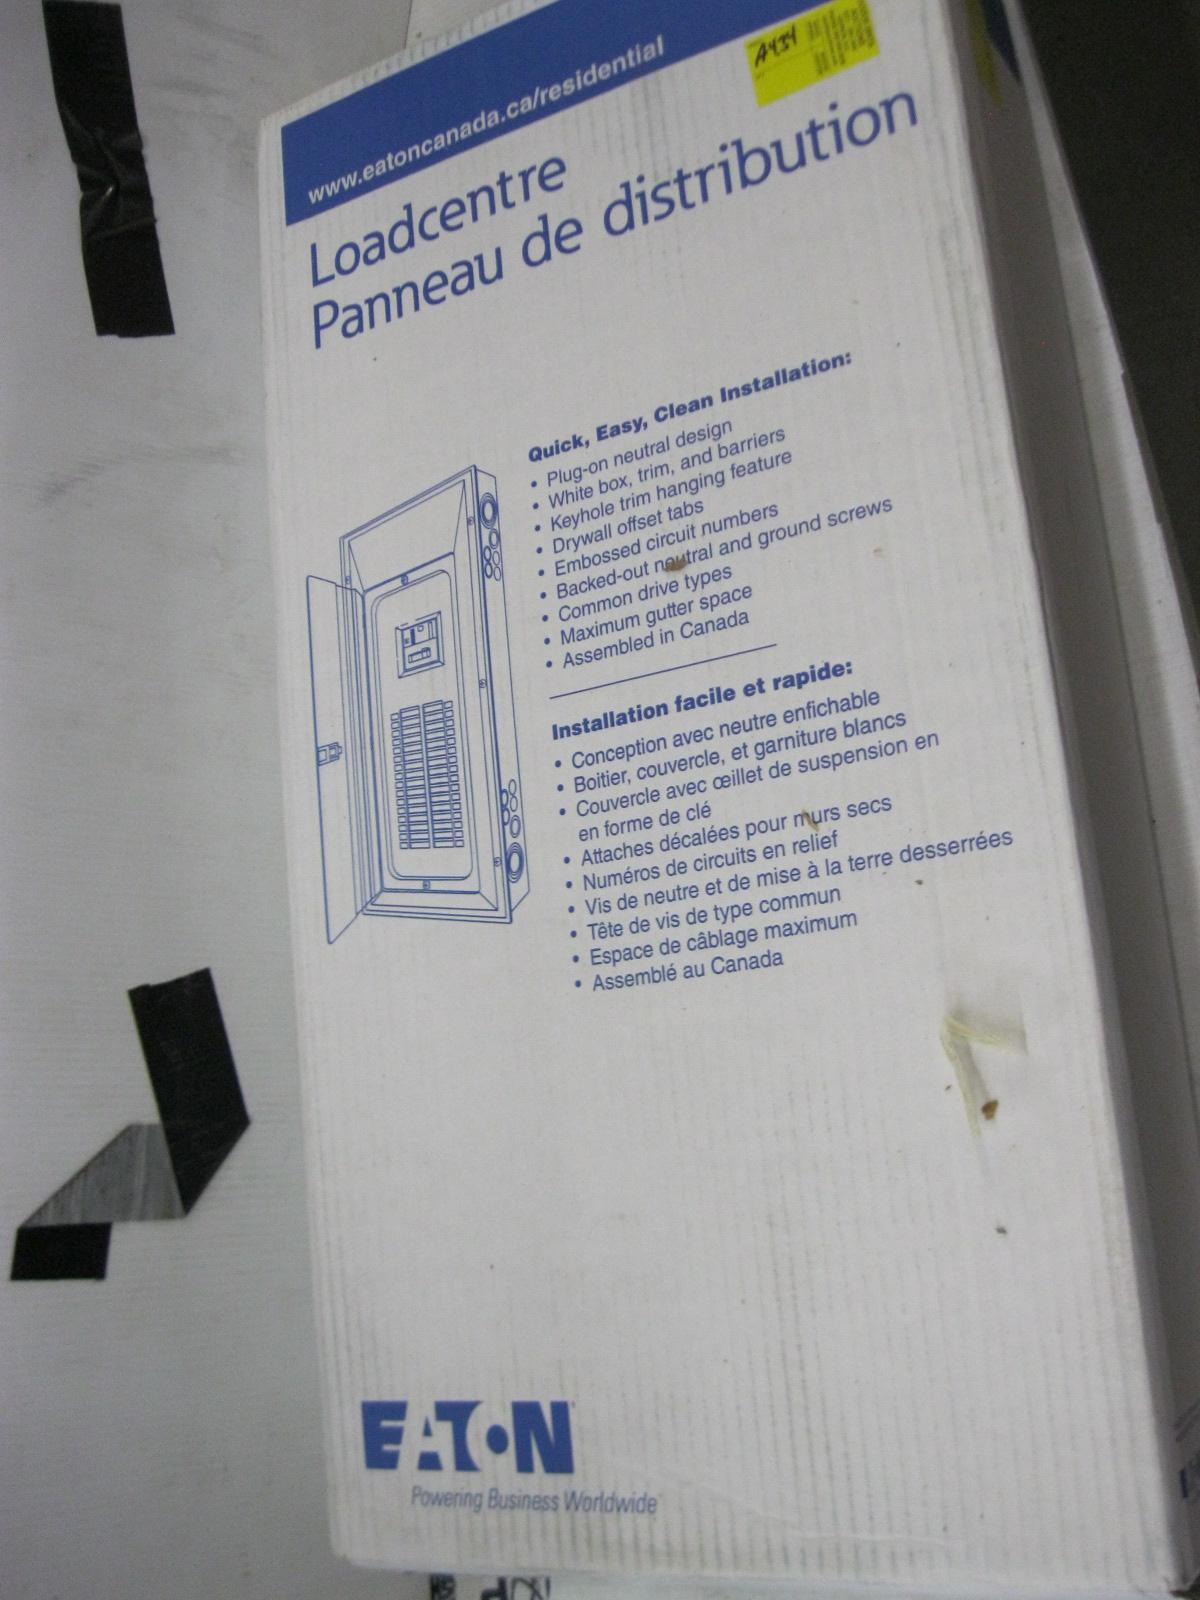 www.eatoncanada.ca/residential
A434
Loadcentre
Panneau de distribution
Quick, Easy, Clean Installation:
• Plug-on neutral design
• White box, trim, and barriers
• Keyhole trim hanging feature
• Drywall offset tabs
• Embossed circuit numbers
• Backed-out neutral and ground screws
• Common drive types
• Maximum gutter space
• Assembled in Canada
Installation facile et rapide:
• Conception avec neutre enfichable
• Boitier, couvercle, et garniture blancs
• Couvercle avec œillet de suspension en
en forme de clé
• Attaches décalées pour murs secs
• Numéros de circuits en relief
• Vis de neutre et de mise à la terre desserrées
• Tête de vis de type commun
• Espace de câblage maximum
• Assemblé au Canada
EATON
Powering Business Worldwide